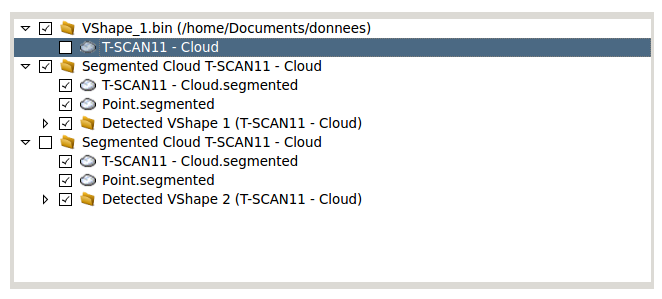 VShape_1.bin (/home/Documents/donnees)
T-SCAN11 - Cloud
Segmented Cloud T-SCAN11 - Cloud
T-SCAN11 - Cloud.segmented
Point.segmented
Detected VShape 1 (T-SCAN11 - Cloud)
Segmented Cloud T-SCAN11 - Cloud
T-SCAN11 - Cloud.segmented
Point.segmented
Detected VShape 2 (T-SCAN11 - Cloud)